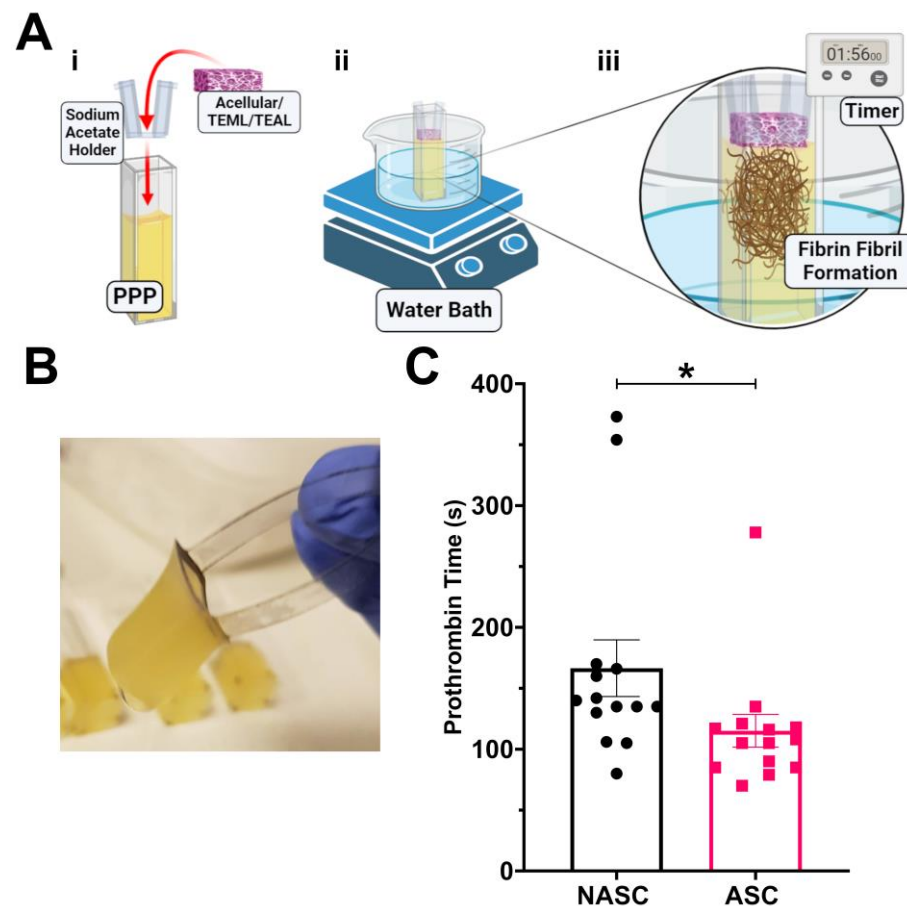 A
i
ii
iii
Sodium
Acetate
Holder
Acellular/
TEML/TEAL
PPP
Water Bath
01:56 00
Timer
Fibrin Fibril
Formation
B
C
*
Prothrombin Time (s)
400
300
200
100
0
NASC
ASC